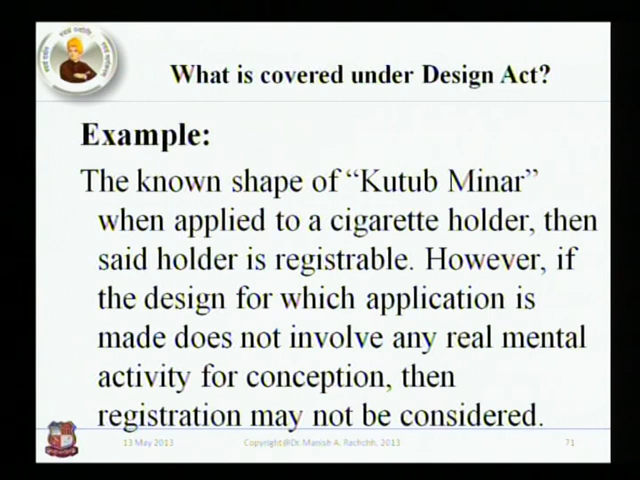 What is covered under Design Act?
Example:
The known shape of “Kutub Minar”
when applied to a cigarette holder, then
said holder is registrable. However, if
the design for which application is
made does not involve any real mental
activity for conception, then
registration may not be considered.
13 May 2013 Copyright@Dr. Manish A. Rachchh, 2013 71